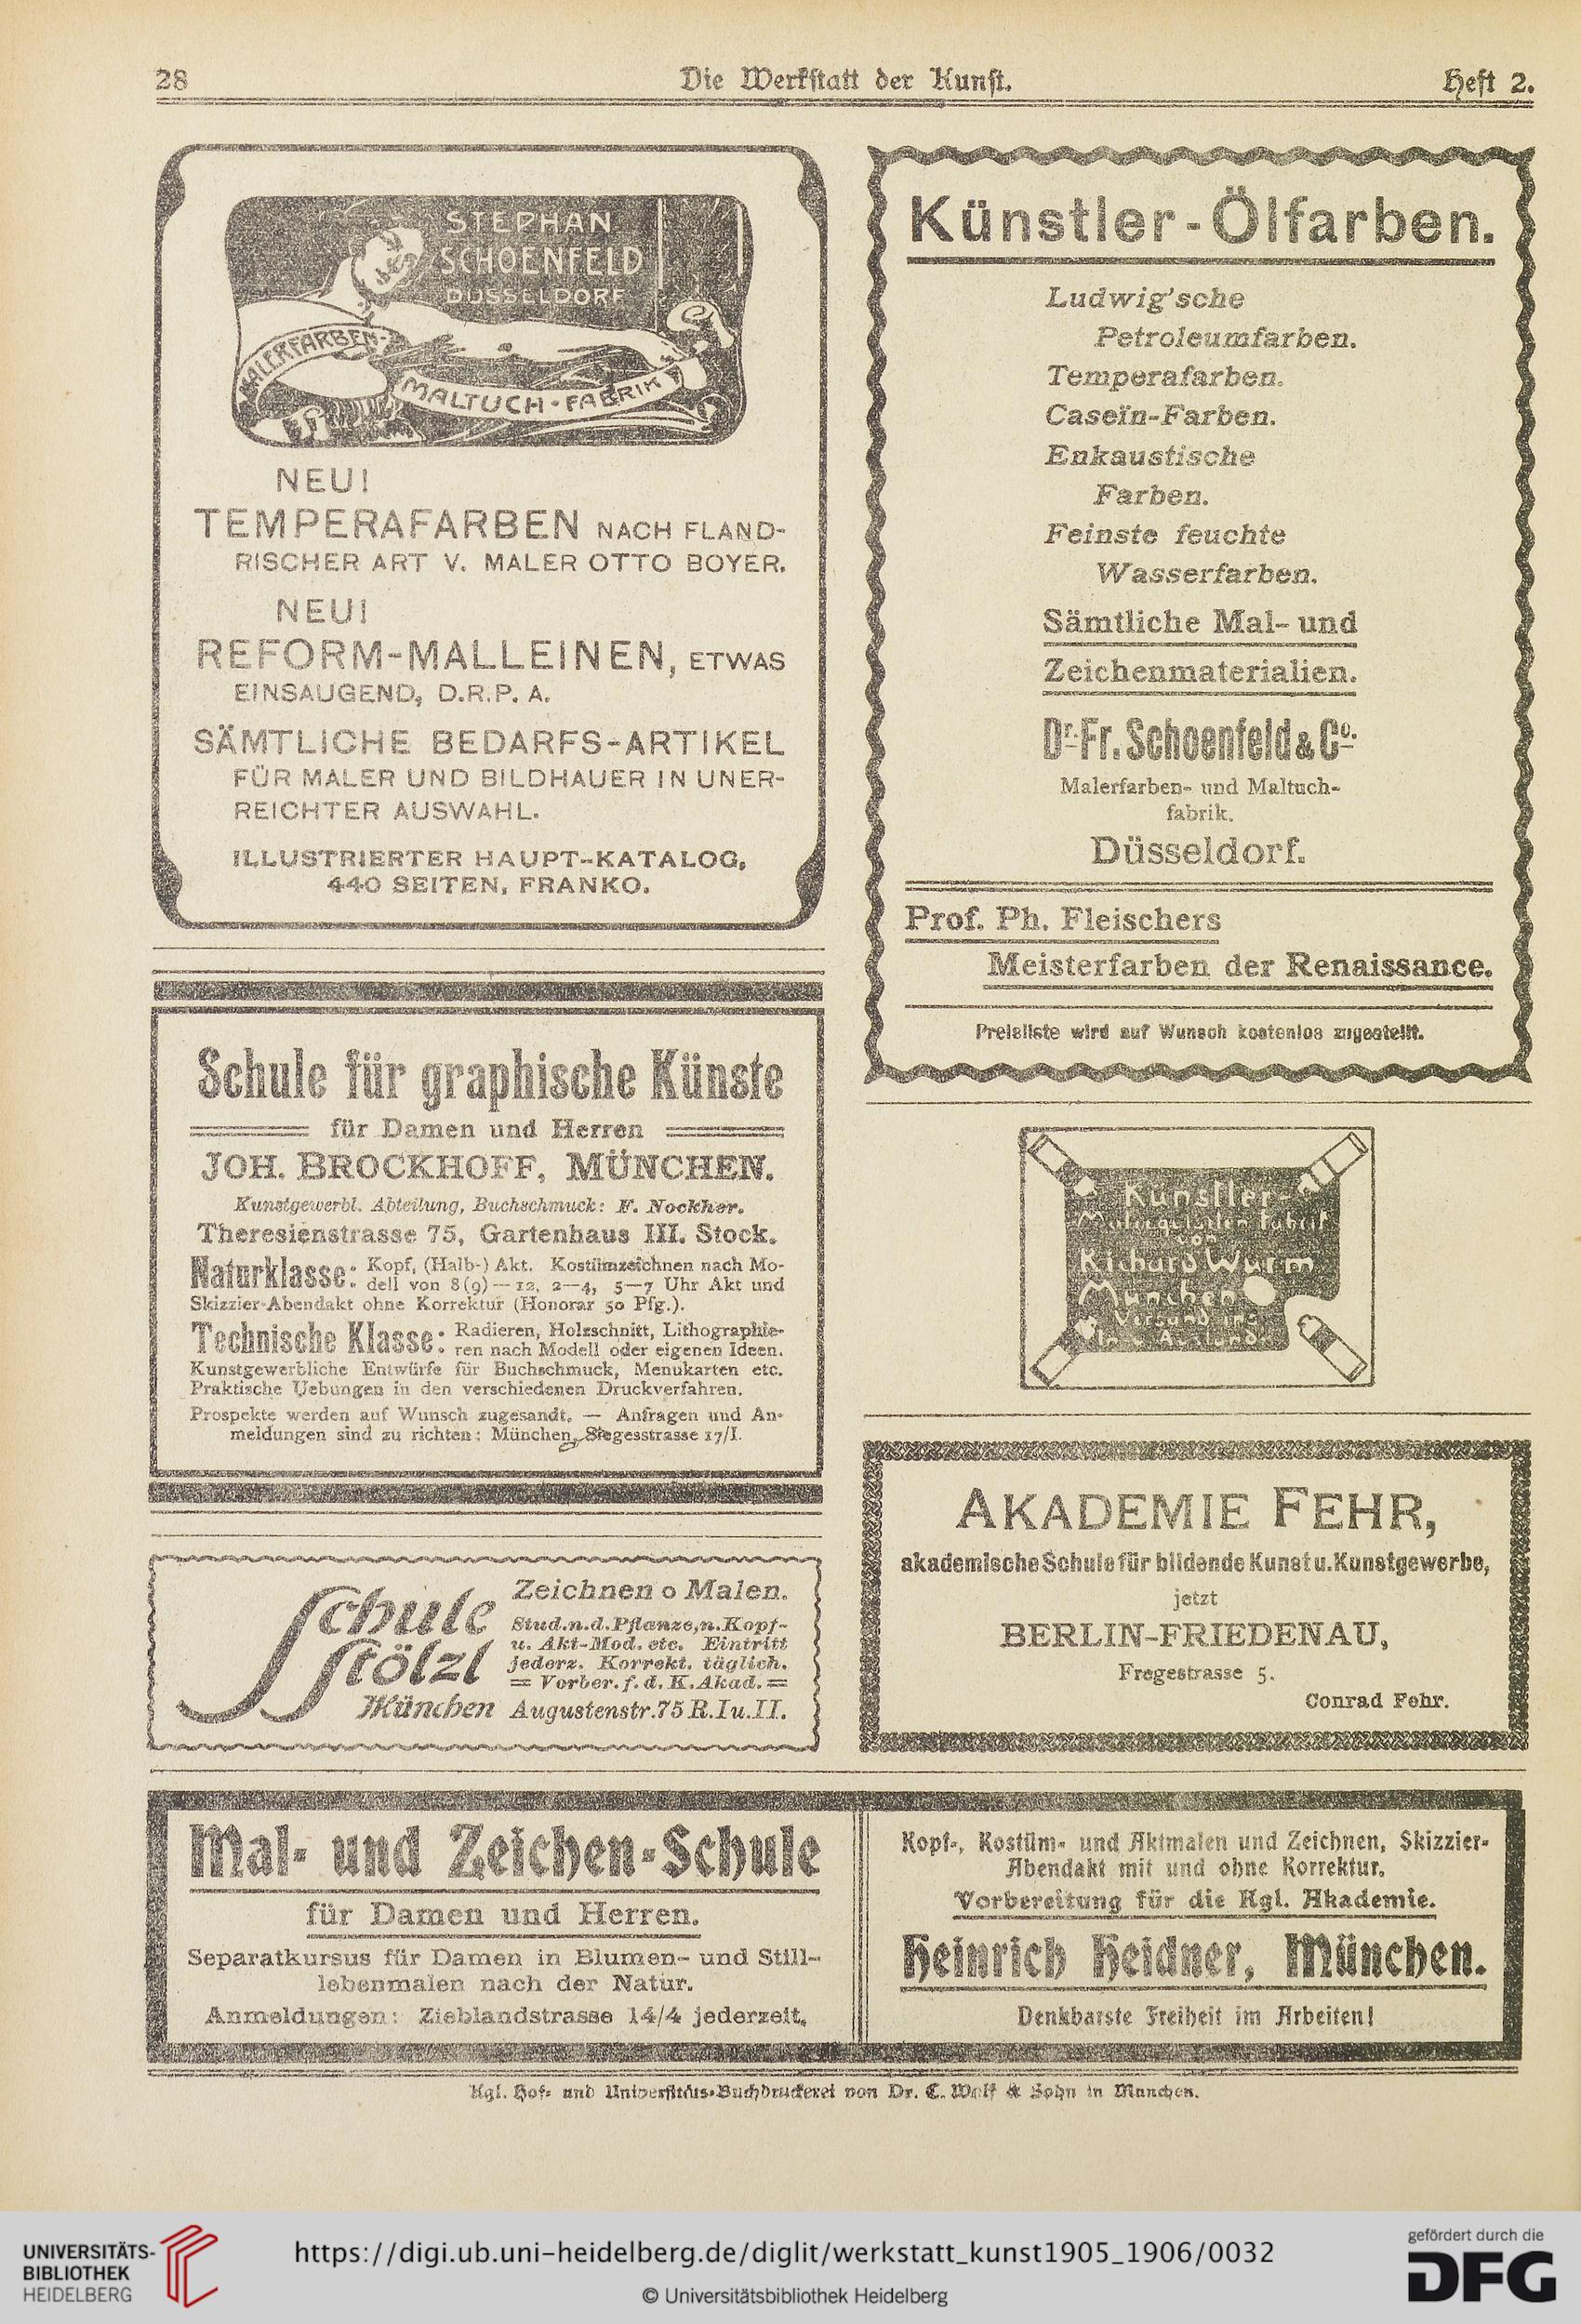 28
Die Werkstatt der Kunst.
Heft 2.
STEPHAN
SCHOENFELD
DÜSSELDORF
MALERFARBEN-
MALTUCH-FABRIK
NEU!
TEMPERAFARBEN NACH FLAND-
RISCHER ART V. MALER OTTO BOYER.
NEU!
REFORM-MALLEINEN, ETWAS
EINSAUGEND, D.R.P. A.
SÄMTLICHE BEDARFS-ARTIKEL
FÜR MALER UND BILDHAUER IN UNER-
REICHTER AUSWAHL.
ILLUSTRIERTER HAUPT-KATALOG,
440 SEITEN, FRANKO.
Schule für graphische Künste
für Damen und Herren
JOH. BROCKHOFF, MÜNCHEN.
Kunstgewerbl. Abteilung, Buchschmuck: F. Nockher.
Theresienstrasse 75, Gartenhaus III. Stock.
Naturklasse: Kopf, (Halb-) Akt. Kostümzeichnen nach Mo-
dell von 8(9)—12, 2—4, 5—7 Uhr Akt und
Skizzier-Abendakt ohne Korrektur (Honorar 50 Pfg.).
Technische Klasse: Radieren, Holzschnitt, Lithographie-
ren nach Modell oder eigenen Ideen.
Kunstgewerbliche Entwürfe für Buchschmuck, Menukarten etc.
Praktische Uebungen in den verschiedenen Druckverfahren.
Prospekte werden auf Wunsch zugesandt. — Anfragen und An-
meldungen sind zu richten: München, Siegesstrasse 17/I.
Schule
Stölzl
München
Zeichnen o Malen.
Stud.n.d.Pflanze,n.Kopf-
u. Akt-Mod. etc. Eintritt
jederz. Korrekt. täglich.
= Vorber. f. d. K. Akad. =
Augustenstr.75 R.I u.II.
Künstler-Ölfarben.
Ludwig'sche
Petroleumfarben.
Temperafarben.
Caseïn-Farben.
Enkaustische
Farben.
Feinste feuchte
Wasserfarben.
Sämtliche Mal- und
Zeichenmaterialien.
Dr. Fr. Schoenfeld & Co.
Malerfarben- und Maltuch-
fabrik.
Düsseldorf.
Prof. Ph. Fleischers
Meisterfarben der Renaissance.
Preisliste wird auf Wunsch kostenlos zugestellt.
Künstler-
von
Richard Wurm
München
Versand ins
In- u. Ausland
AKADEMIE FEHR,
akademische Schule für bildende Kunst u. Kunstgewerbe,
jetzt
BERLIN-FRIEDENAU,
Fregestrasse 5.
Conrad Fehr.
Mal- und Zeichen-Schule
für Damen und Herren.
Separatkursus für Damen in Blumen- und Still-
lebenmalen nach der Natur.
Anmeldungen: Zieblandstrasse 14/4 jederzeit.
Kopf-, Kostüm- und Aktmalen und Zeichnen, Skizzier-
Abendakt mit und ohne Korrektur.
Vorbereitung für die Kgl. Akademie.
Heinrich Heidner, München.
Denkbarste Freiheit im Arbeiten!
Kgl. Hof- und Universitäts-Buchdruckerei von Dr. C. Wolf & Sohn in München.
UNIVERSITÄTS-
BIBLIOTHEK
HEIDELBERG
https://digi.ub.uni-heidelberg.de/diglit/werkstatt_kunst1905_1906/0032
© Universitätsbibliothek Heidelberg
gefördert durch die
DFG